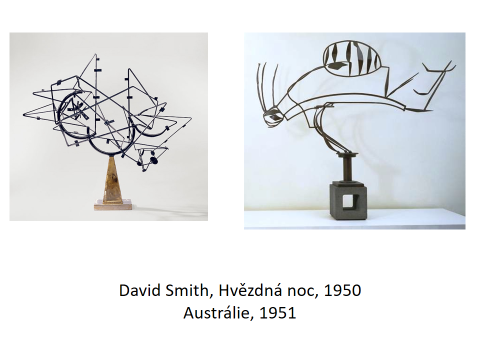 David Smith, Hvězdná noc, 1950
Austrálie, 1951